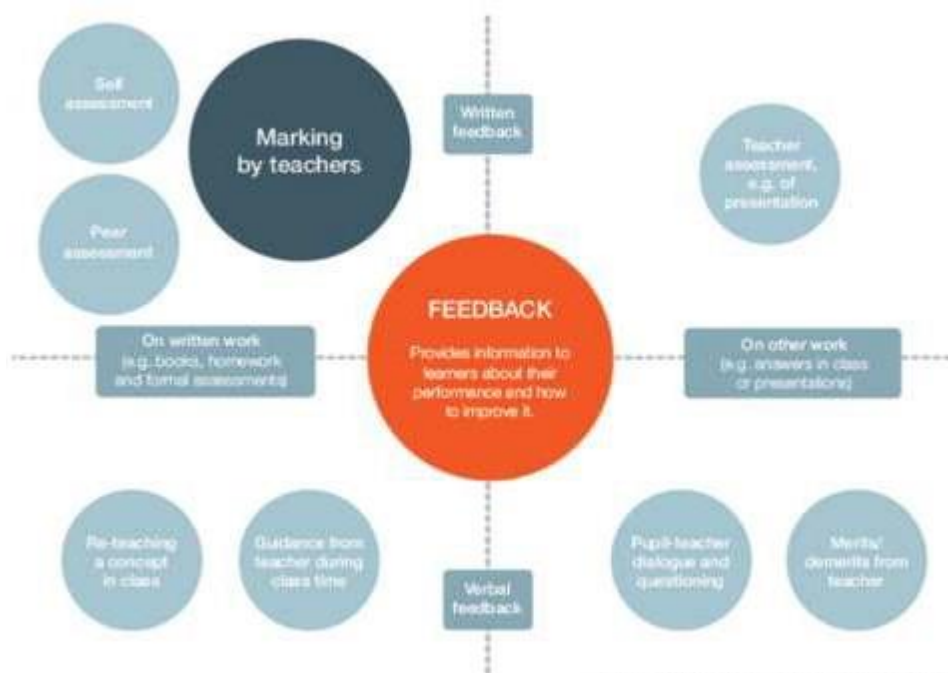 Self
assessment
Marking
by teachers
Written
feedback
Teacher
assessment,
e.g. of
presentation
Peer
assessment
FEEDBACK
Provides information to
learners about their
performance and how
to improve it.
On written work
(e.g. books, homework
and formal assessments)
On other work
(e.g. answers in class
or presentations)
Re-teaching
a concept
in class
Guidance from
teacher during
class time
Verbal
feedback
Pupil-teacher
dialogue and
questioning
Merits/
demerits from
teacher